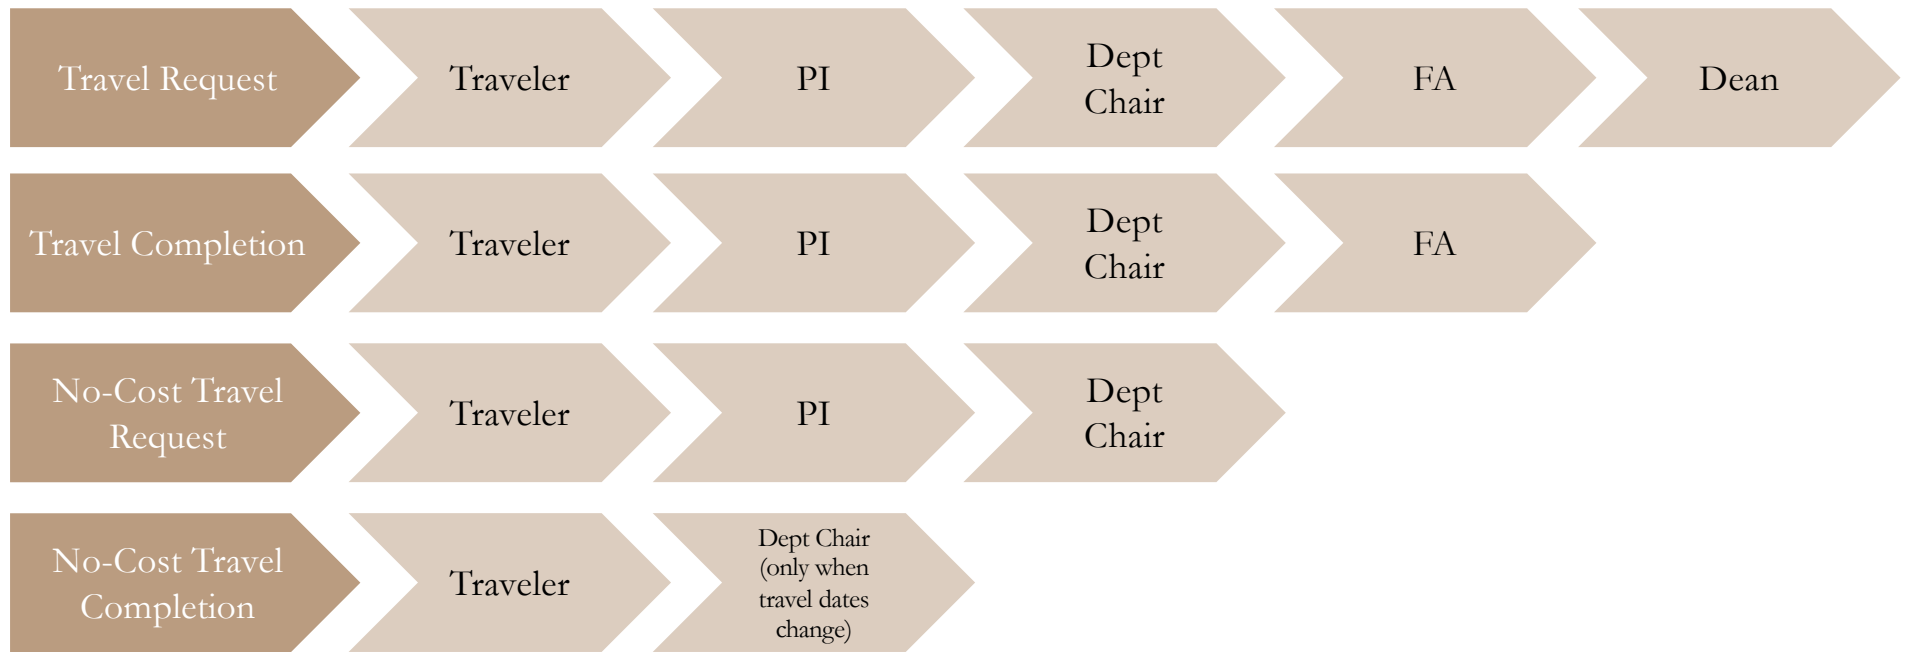 Travel Request
Traveler
PI
Dept
Chair
FA
Dean
Travel Completion
Traveler
PI
Dept
Chair
FA
No-Cost Travel
Request
Traveler
PI
Dept
Chair
No-Cost Travel
Completion
Traveler
Dept Chair
(only when
travel dates
change)